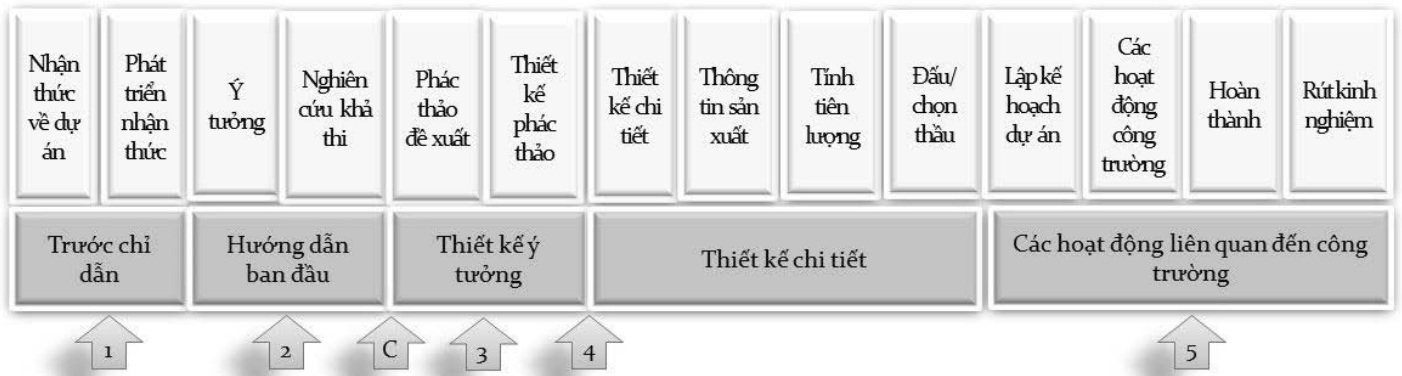 Nhận
thức
về dự
án
Phát
triển
nhận
thức
Ý
tưởng
Nghiên
cứu khả
thi
Phác
thảo
đề xuất
Thiết
kế
phác
thảo
Thiết
kế chi
tiết
Thông
tin sản
xuất
Tính
tiên
lượng
Đấu/
chọn
thầu
Lập kế
hoạch
dự án
Các
hoạt
động
công
trường
Hoàn
thành
Rút kinh
nghiệm
Trước chỉ
dẫn
Hướng dẫn
ban đầu
Thiết kế ý
tưởng
Thiết kế chi tiết
Các hoạt động liên quan đến công
trường
1
2
C
3
4
5